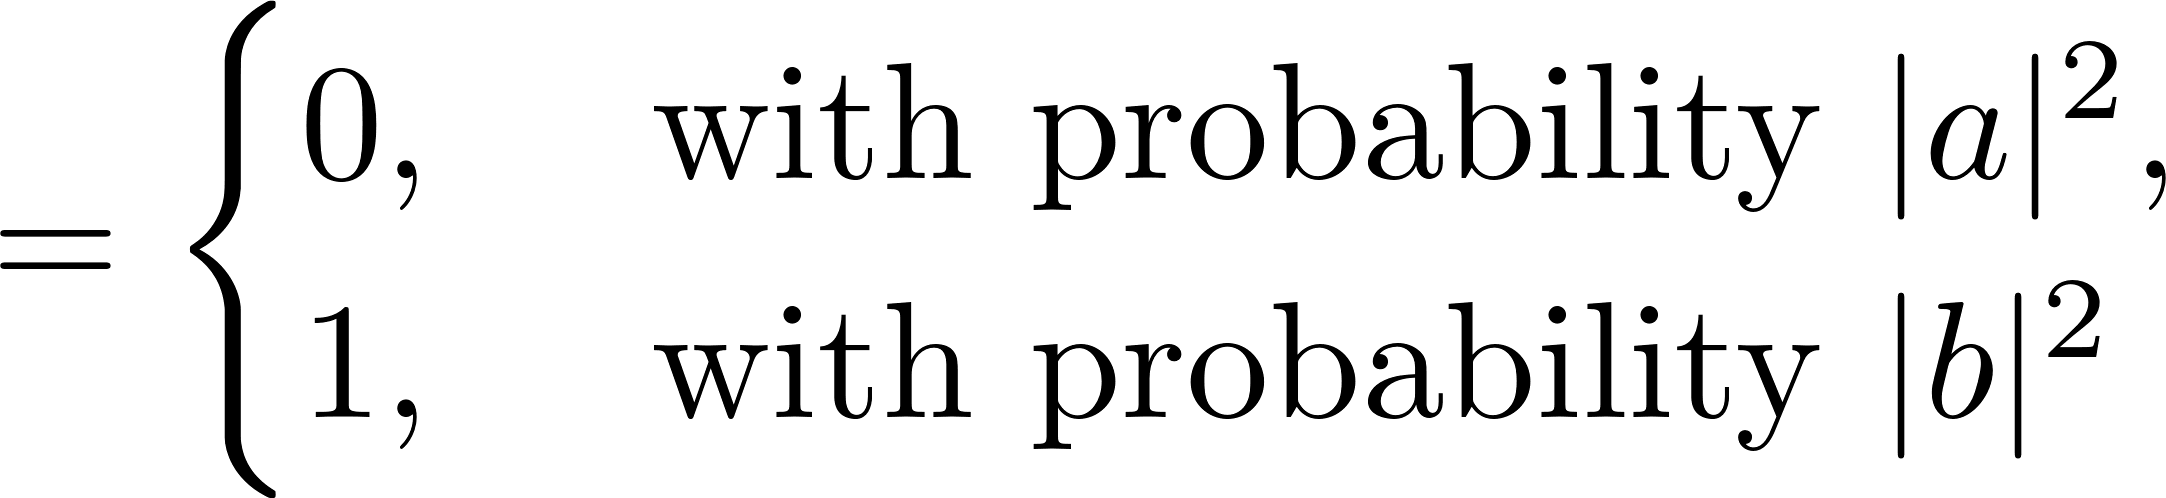 = { 0, with probability |a|²,
1, with probability |b|²